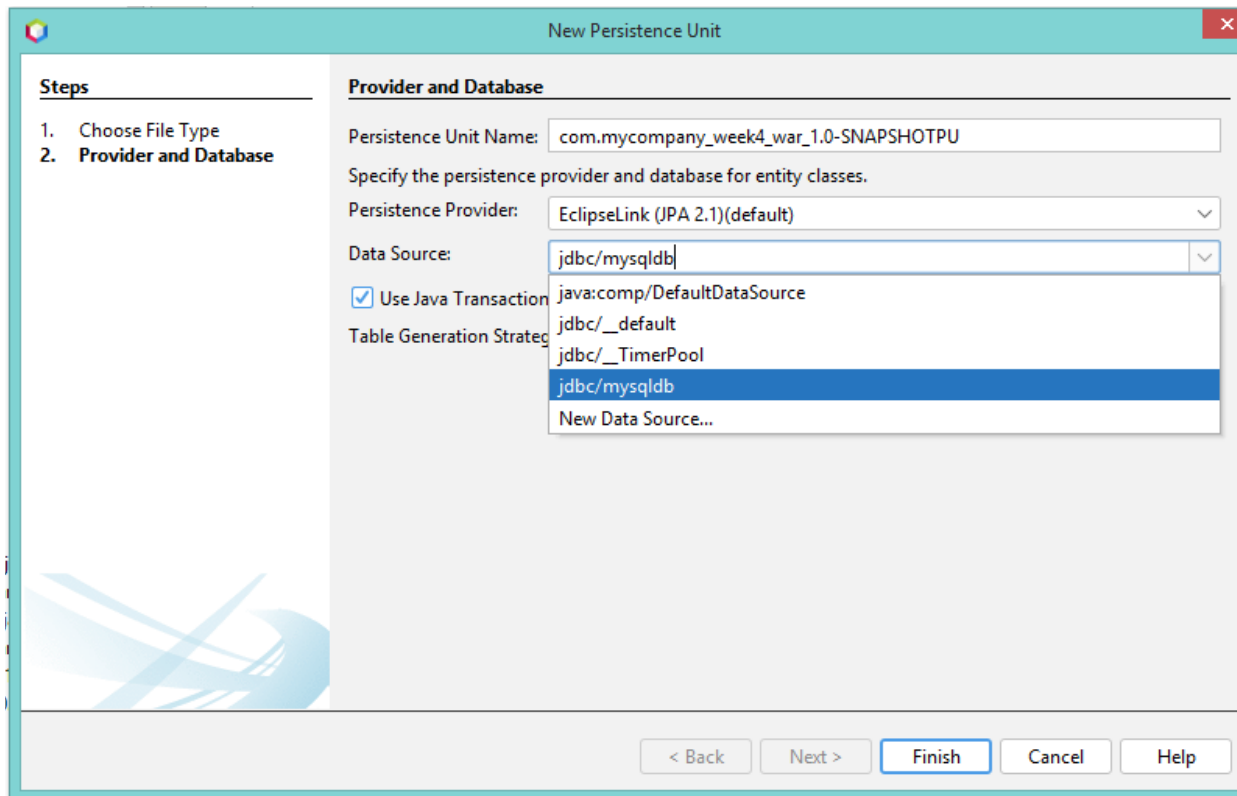 New Persistence Unit
Steps
1. Choose File Type
2. Provider and Database
Provider and Database
Persistence Unit Name: com.mycompany_week4_war_1.0-SNAPSHOTPU
Specify the persistence provider and database for entity classes.
Persistence Provider: EclipseLink (JPA 2.1)(default)
Data Source: jdbc/mysqldb
Use Java Transaction
Table Generation Strateg
java:comp/DefaultDataSource
jdbc/__default
jdbc/__TimerPool
jdbc/mysqldb
New Data Source...
< Back
Next >
Finish
Cancel
Help